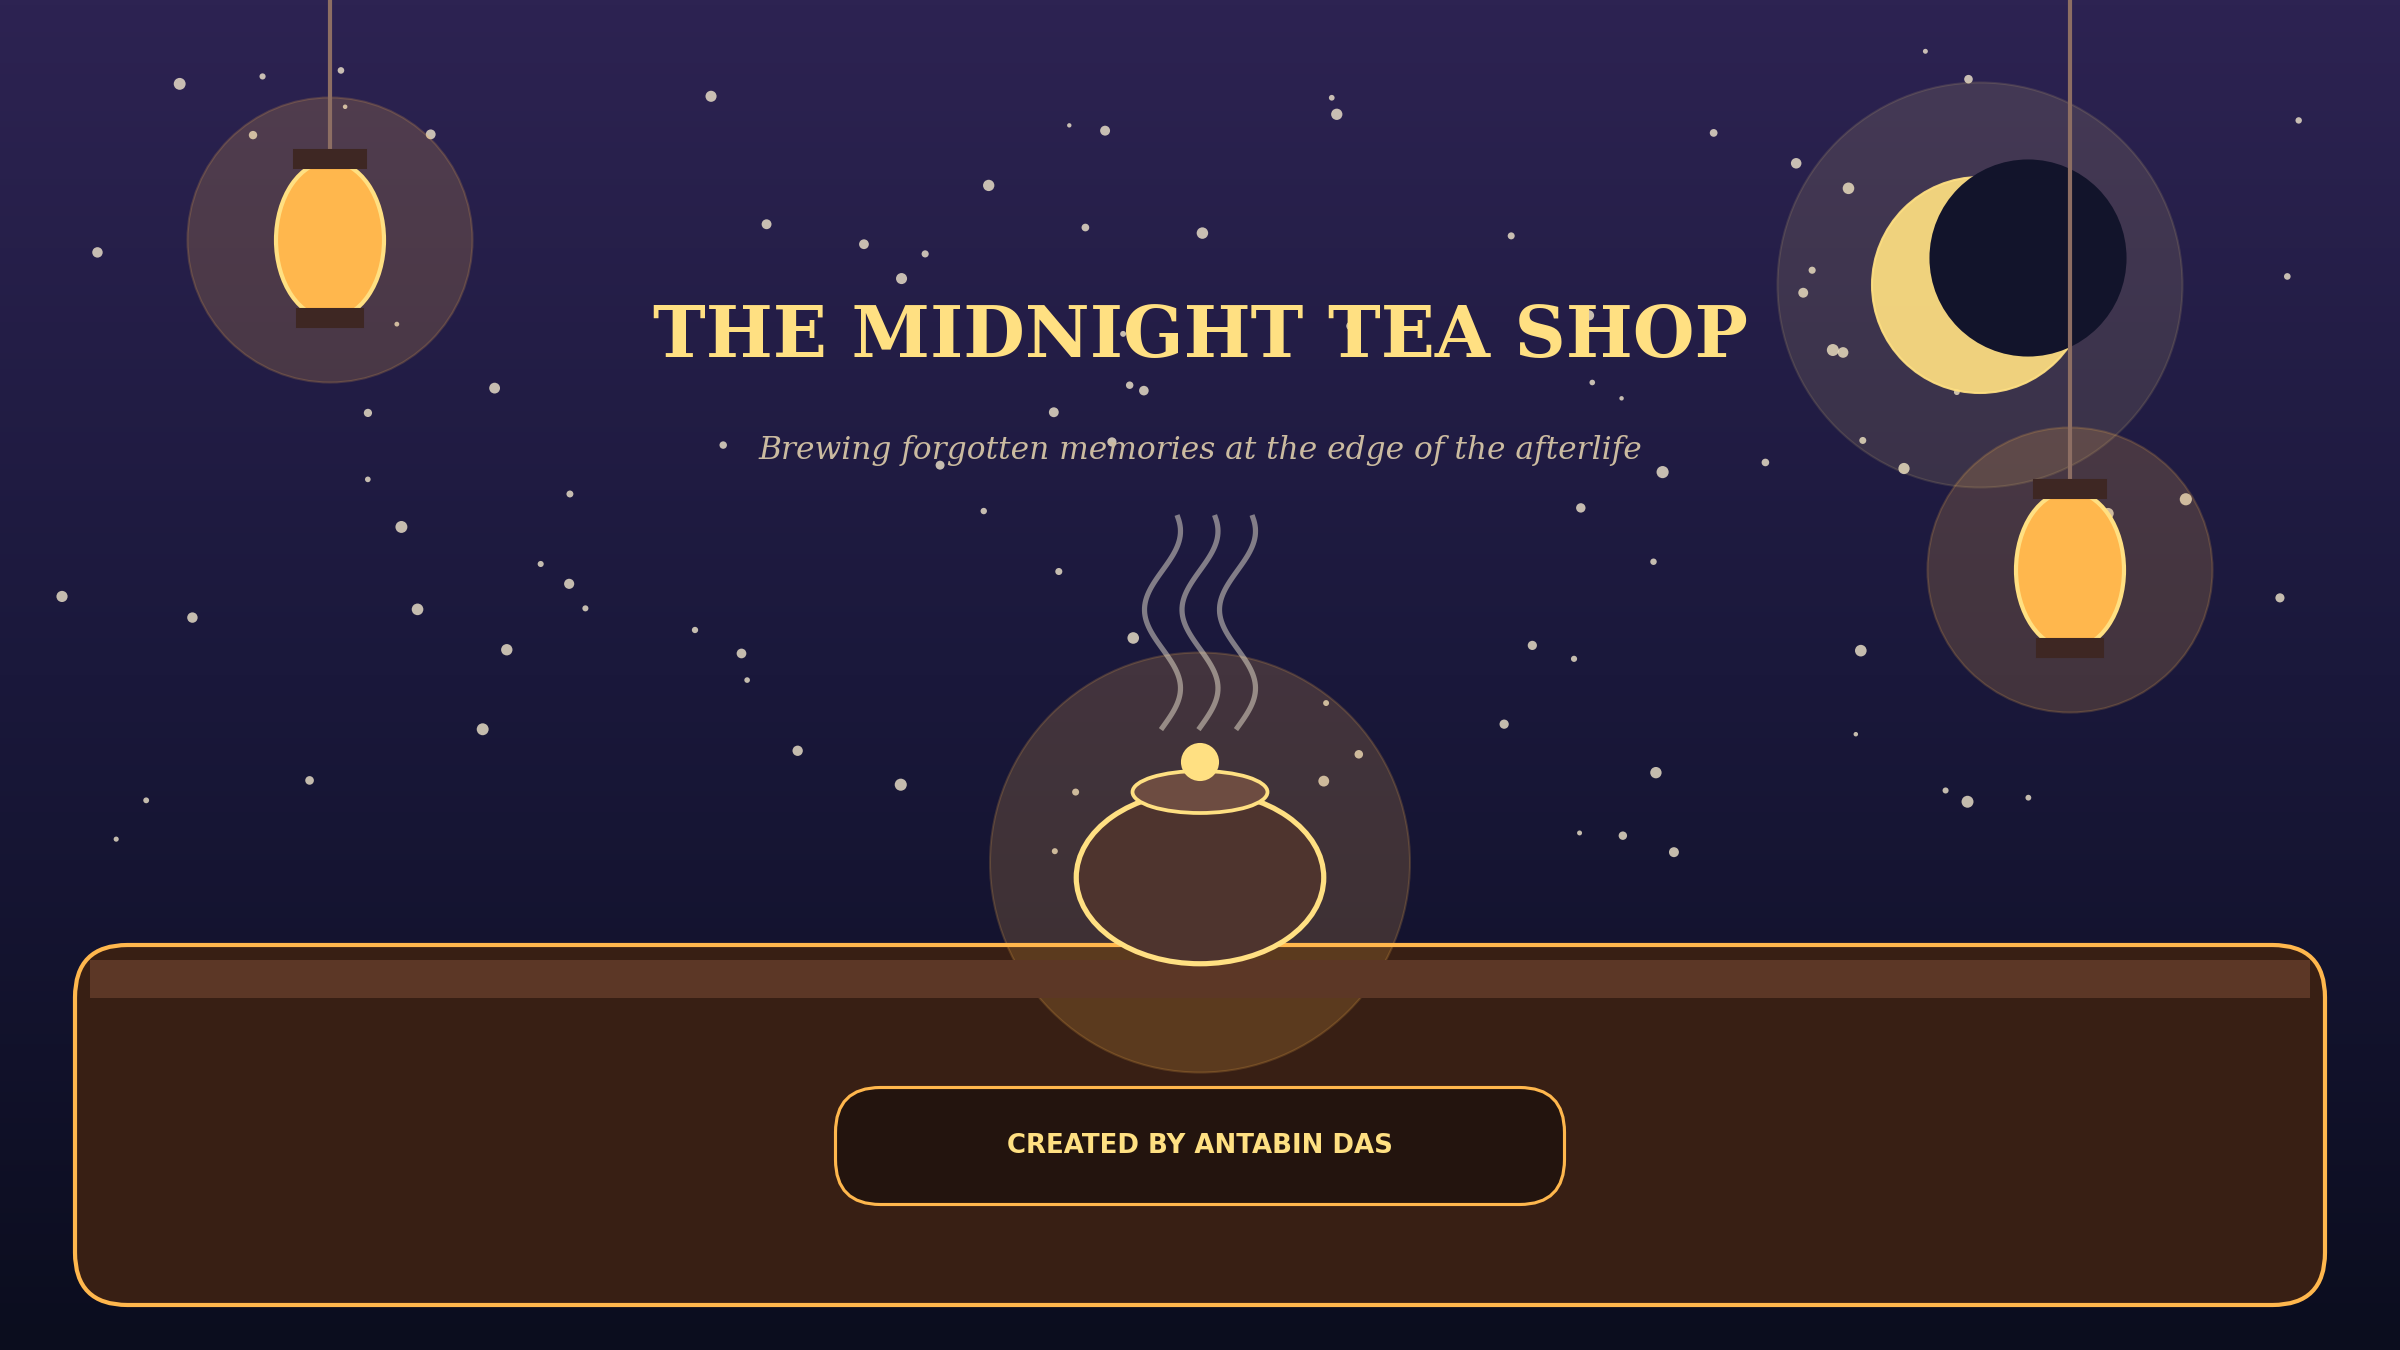 THE MIDNIGHT TEA SHOP
Brewing forgotten memories at the edge of the afterlife
CREATED BY ANTABIN DAS